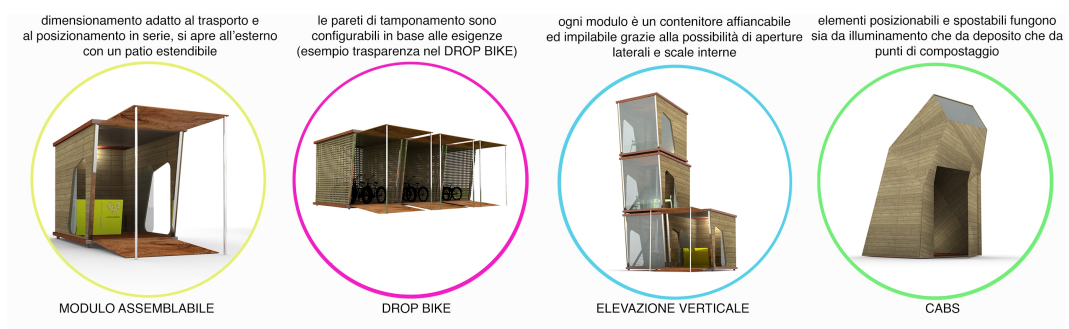 dimensionamento adatto al trasporto e
al posizionamento in serie, si apre all'esterno
con un patio estendibile
le pareti di tamponamento sono
configurabili in base alle esigenze
(esempio trasparenza nel DROP BIKE)
ogni modulo è un contenitore affiancabile
ed impilabile grazie alla possibilità di aperture
laterali e scale interne
elementi posizionabili e spostabili fungono
sia da illuminamento che da deposito che da
punti di compostaggio
MODULO ASSEMBLABILE
DROP BIKE
ELEVAZIONE VERTICALE
CABS